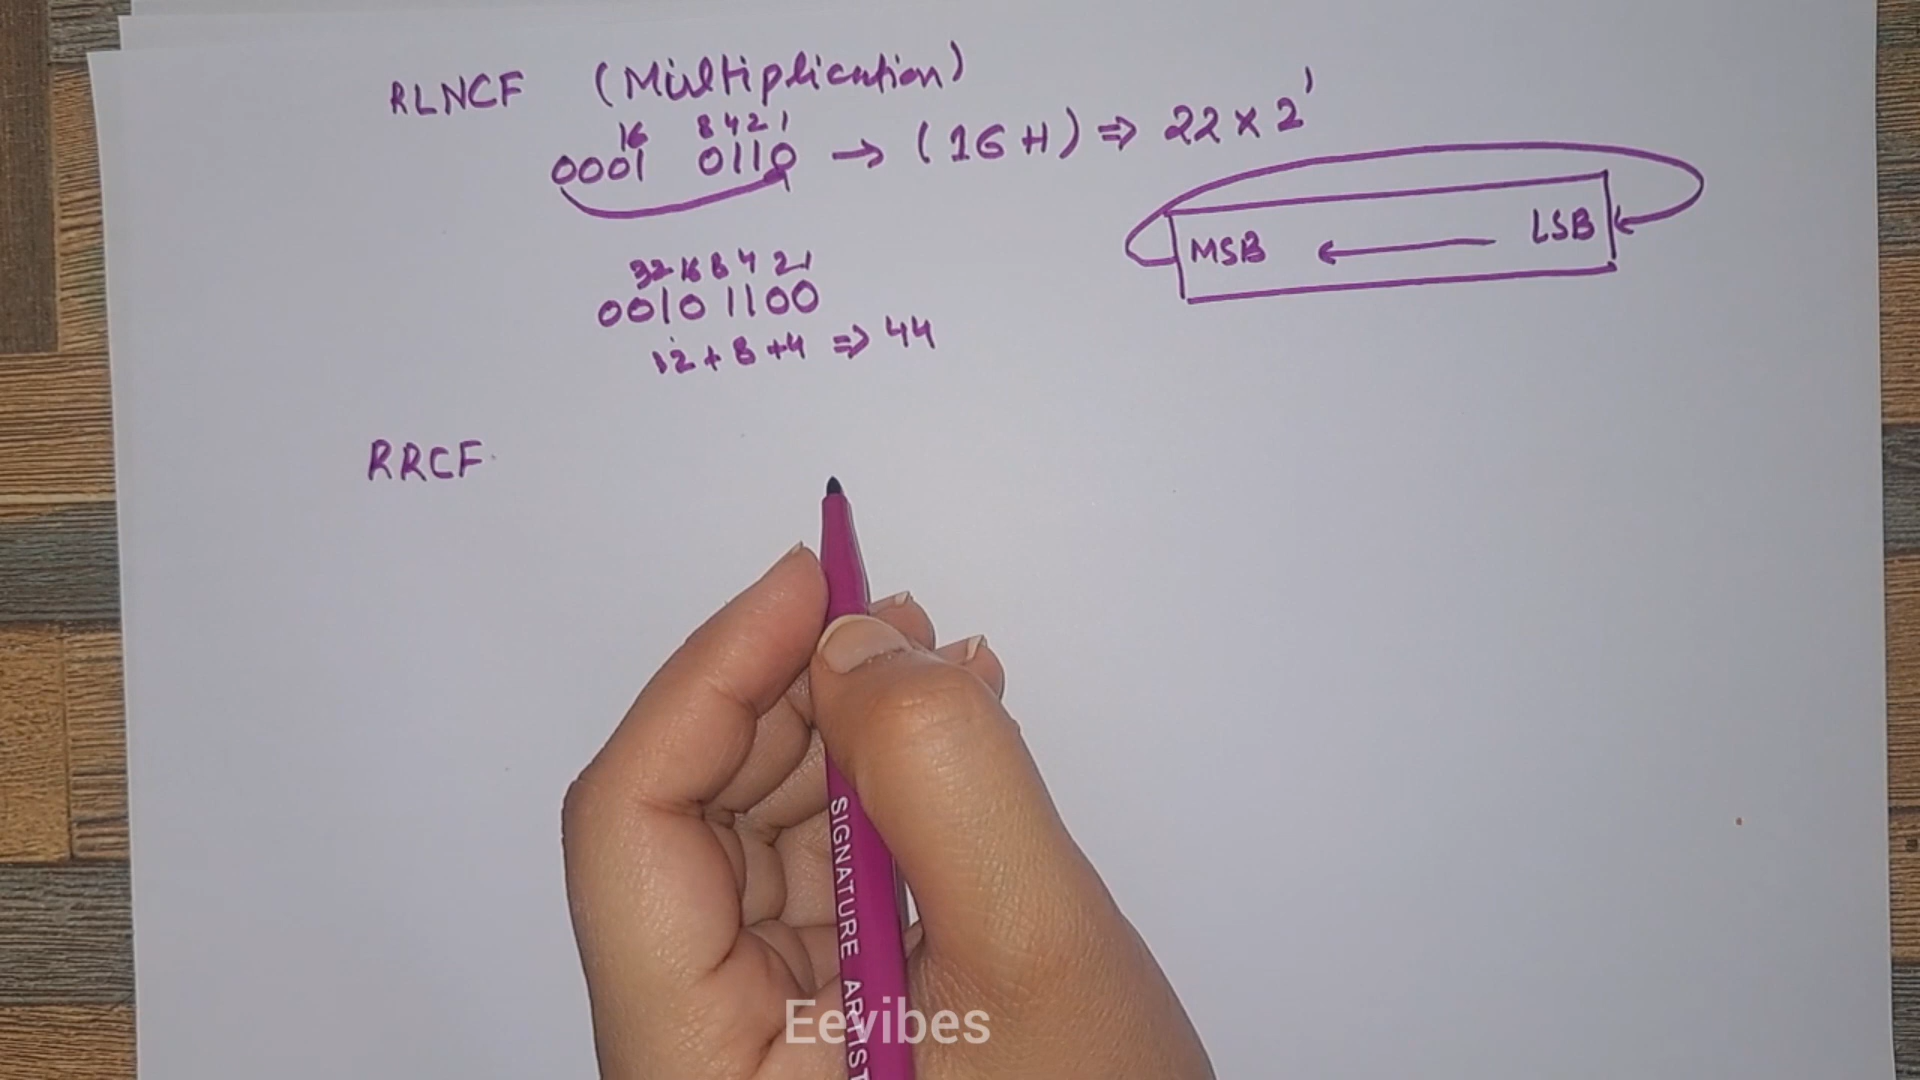 RLNCF (Multiplication)
16 8 4 2 1
0001 0110 → (16H) ⇒ 22 x 2¹
MSB ← LSB
32 16 8 4 2 1
0010 1100
12 + 8 + 4 ⇒ 44
RRCF
SIGNATURE ARTIST
Eevibes